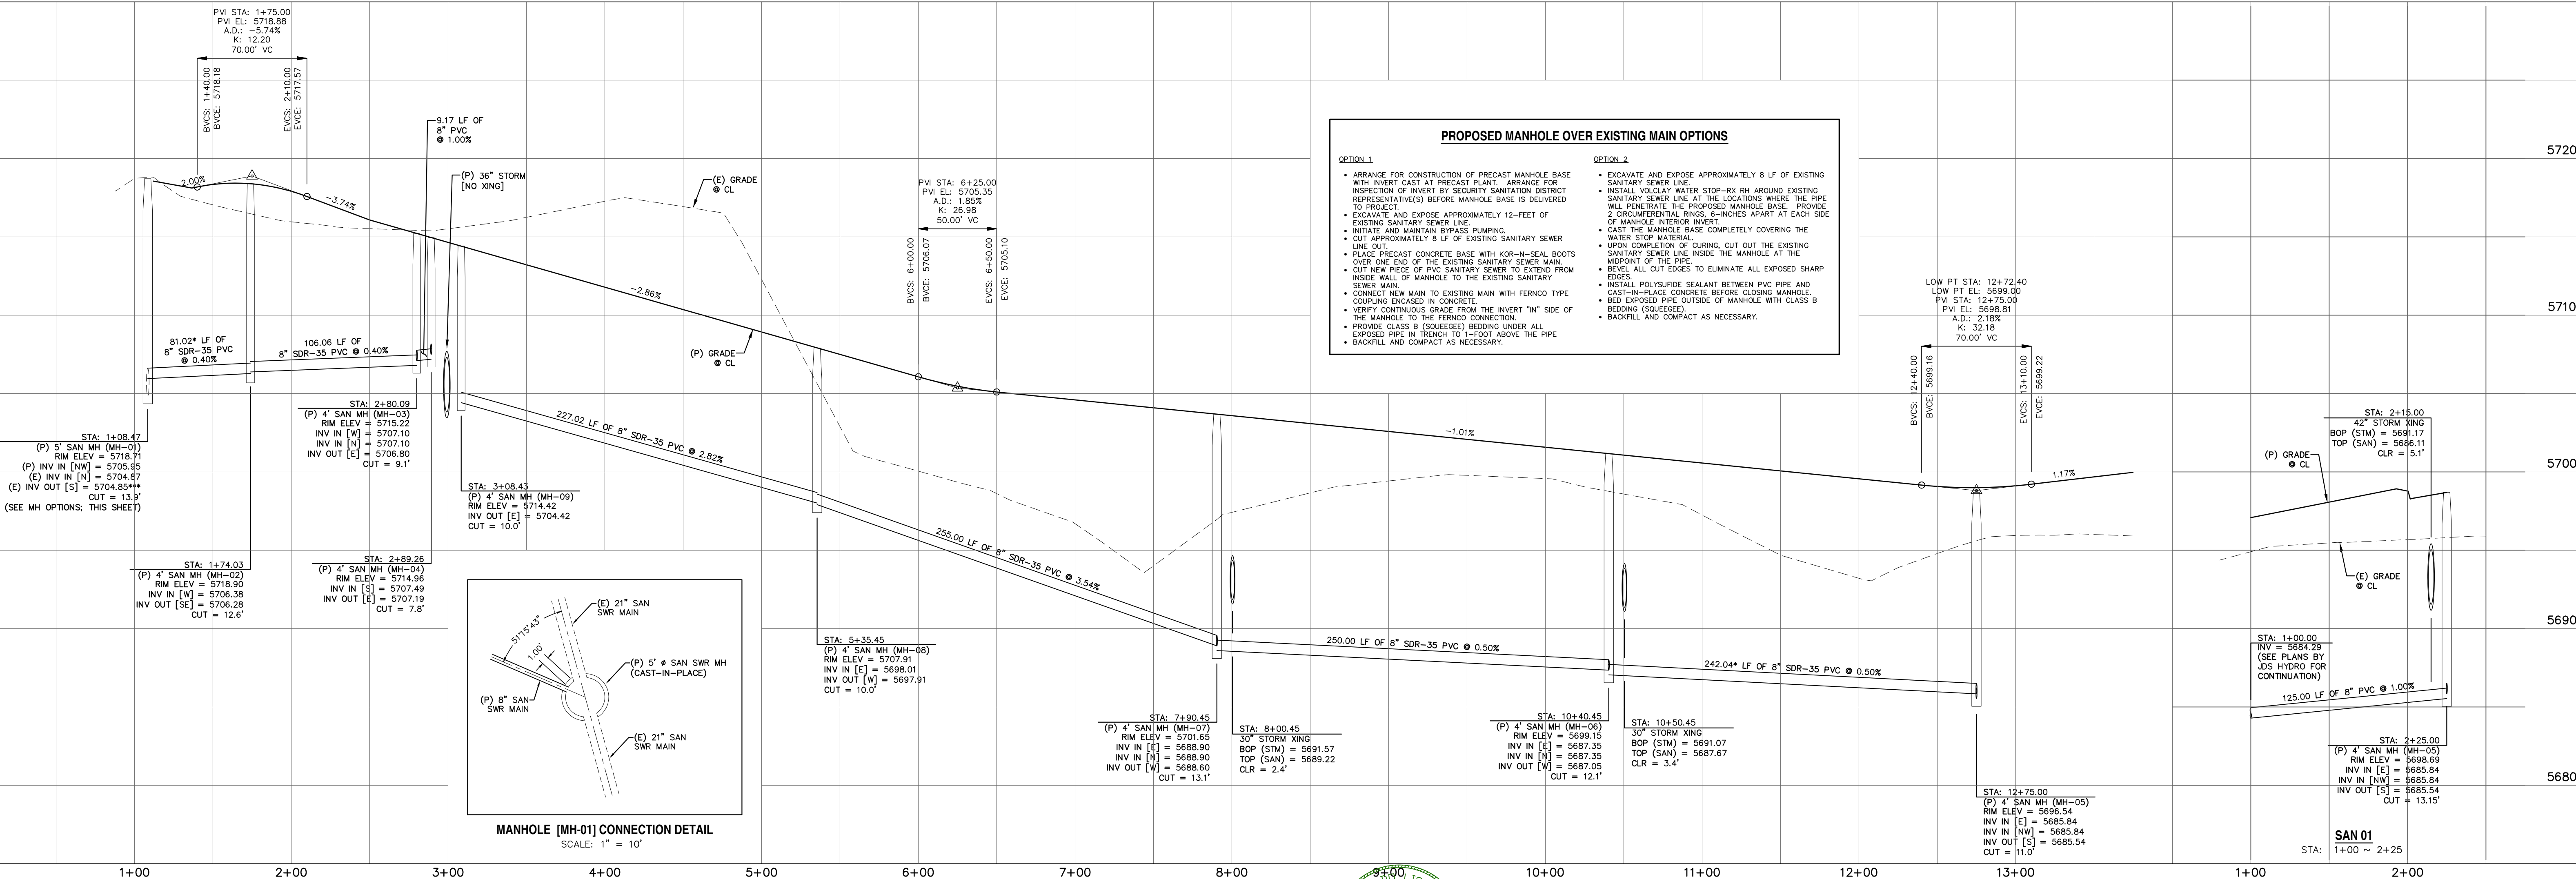 PVI STA: 1+75.00
PVI EL: 5718.88
A.D.: -5.74%
K: 12.20
70.00' VC
BVCS: 1+40.00
BVCE: 5718.18
EVCS: 2+10.00
EVCE: 5717.57
9.17 LF OF
8" PVC
@ 1.00%
(P) 36" STORM
[NO XING]
2.00%
-3.74%
(E) GRADE
@ CL
-2.86%
(P) GRADE
@ CL
81.02* LF OF
8" SDR-35 PVC
@ 0.40%
106.06 LF OF
8" SDR-35 PVC @ 0.40%
STA: 1+08.47
(P) 5' SAN MH (MH-01)
RIM ELEV = 5718.71
(P) INV IN [NW] = 5705.95
(E) INV IN [N] = 5704.87
(E) INV OUT [S] = 5704.85***
CUT = 13.9'
(SEE MH OPTIONS; THIS SHEET)
STA: 1+74.03
(P) 4' SAN MH (MH-02)
RIM ELEV = 5718.90
INV IN [W] = 5706.38
INV OUT [SE] = 5706.28
CUT = 12.6'
STA: 2+80.09
(P) 4' SAN MH (MH-03)
RIM ELEV = 5715.22
INV IN [W] = 5707.10
INV IN [N] = 5707.10
INV OUT [E] = 5706.80
CUT = 9.1'
STA: 2+89.26
(P) 4' SAN MH (MH-04)
RIM ELEV = 5714.96
INV IN [S] = 5707.49
INV OUT [E] = 5707.19
CUT = 7.8'
STA: 3+08.43
(P) 4' SAN MH (MH-09)
RIM ELEV = 5714.42
INV OUT [E] = 5704.42
CUT = 10.0'
227.02 LF OF 8" SDR-35 PVC @ 2.82%
255.00 LF OF 8" SDR-35 PVC @ 3.54%
STA: 5+35.45
(P) 4' SAN MH (MH-08)
RIM ELEV = 5707.91
INV IN [E] = 5698.01
INV OUT [W] = 5697.91
CUT = 10.0'
(E) 21" SAN
SWR MAIN
51°15'43"
1.00'
(P) 5' ø SAN SWR MH
(CAST-IN-PLACE)
(P) 8" SAN
SWR MAIN
(E) 21" SAN
SWR MAIN
MANHOLE [MH-01] CONNECTION DETAIL
SCALE: 1" = 10'
PVI STA: 6+25.00
PVI EL: 5705.35
A.D.: 1.85%
K: 26.98
50.00' VC
BVCS: 6+00.00
BVCE: 5706.07
EVCS: 6+50.00
EVCE: 5705.10
PROPOSED MANHOLE OVER EXISTING MAIN OPTIONS
OPTION 1
• ARRANGE FOR CONSTRUCTION OF PRECAST MANHOLE BASE
WITH INVERT CAST AT PRECAST PLANT. ARRANGE FOR
INSPECTION OF INVERT BY SECURITY SANITATION DISTRICT
REPRESENTATIVE(S) BEFORE MANHOLE BASE IS DELIVERED
TO PROJECT.
• EXCAVATE AND EXPOSE APPROXIMATELY 12-FEET OF
EXISTING SANITARY SEWER LINE.
• INITIATE AND MAINTAIN BYPASS PUMPING.
• CUT APPROXIMATELY 8 LF OF EXISTING SANITARY SEWER
LINE OUT.
• PLACE PRECAST CONCRETE BASE WITH KOR-N-SEAL BOOTS
OVER ONE END OF THE EXISTING SANITARY SEWER MAIN.
• CUT NEW PIECE OF PVC SANITARY SEWER TO EXTEND FROM
INSIDE WALL OF MANHOLE TO THE EXISTING SANITARY
SEWER MAIN.
• CONNECT NEW MAIN TO EXISTING MAIN WITH FERNCO TYPE
COUPLING ENCASED IN CONCRETE.
• VERIFY CONTINUOUS GRADE FROM THE INVERT "IN" SIDE OF
THE MANHOLE TO THE FERNCO CONNECTION.
• PROVIDE CLASS B (SQUEEGEE) BEDDING UNDER ALL
EXPOSED PIPE IN TRENCH TO 1-FOOT ABOVE THE PIPE
• BACKFILL AND COMPACT AS NECESSARY.
OPTION 2
• EXCAVATE AND EXPOSE APPROXIMATELY 8 LF OF EXISTING
SANITARY SEWER LINE.
• INSTALL VOLCLAY WATER STOP-RX RH AROUND EXISTING
SANITARY SEWER LINE AT THE LOCATIONS WHERE THE PIPE
WILL PENETRATE THE PROPOSED MANHOLE BASE. PROVIDE
2 CIRCUMFERENTIAL RINGS, 6-INCHES APART AT EACH SIDE
OF MANHOLE INTERIOR INVERT.
• CAST THE MANHOLE BASE COMPLETELY COVERING THE
WATER STOP MATERIAL.
• UPON COMPLETION OF CURING, CUT OUT THE EXISTING
SANITARY SEWER LINE INSIDE THE MANHOLE AT THE
MIDPOINT OF THE PIPE.
• BEVEL ALL CUT EDGES TO ELIMINATE ALL EXPOSED SHARP
EDGES.
• INSTALL POLYSUFIDE SEALANT BETWEEN PVC PIPE AND
CAST-IN-PLACE CONCRETE BEFORE CLOSING MANHOLE.
• BED EXPOSED PIPE OUTSIDE OF MANHOLE WITH CLASS B
BEDDING (SQUEEGEE).
• BACKFILL AND COMPACT AS NECESSARY.
-1.01%
STA: 7+90.45
(P) 4' SAN MH (MH-07)
RIM ELEV = 5701.65
INV IN [E] = 5688.90
INV IN [N] = 5688.90
INV OUT [W] = 5688.60
CUT = 13.1'
STA: 8+00.45
30" STORM XING
BOP (STM) = 5691.57
TOP (SAN) = 5689.22
CLR = 2.4'
250.00 LF OF 8" SDR-35 PVC @ 0.50%
STA: 10+40.45
(P) 4' SAN MH (MH-06)
RIM ELEV = 5699.15
INV IN [E] = 5687.35
INV IN [N] = 5687.35
INV OUT [W] = 5687.05
CUT = 12.1'
STA: 10+50.45
30" STORM XING
BOP (STM) = 5691.07
TOP (SAN) = 5687.67
CLR = 3.4'
242.04* LF OF 8" SDR-35 PVC @ 0.50%
LOW PT STA: 12+72.40
LOW PT EL: 5699.00
PVI STA: 12+75.00
PVI EL: 5698.81
A.D.: 2.18%
K: 32.18
70.00' VC
BVCS: 12+40.00
BVCE: 5699.16
EVCS: 13+10.00
EVCE: 5699.22
1.17%
STA: 12+75.00
(P) 4' SAN MH (MH-05)
RIM ELEV = 5696.54
INV IN [E] = 5685.84
INV IN [NW] = 5685.84
INV OUT [S] = 5685.54
CUT = 11.0'
STA: 2+15.00
42" STORM XING
BOP (STM) = 5691.17
TOP (SAN) = 5686.11
CLR = 5.1'
(P) GRADE
@ CL
(E) GRADE
@ CL
STA: 1+00.00
INV = 5684.29
(SEE PLANS BY
JDS HYDRO FOR
CONTINUATION)
125.00 LF OF 8" PVC @ 1.00%
STA: 2+25.00
(P) 4' SAN MH (MH-05)
RIM ELEV = 5698.69
INV IN [E] = 5685.84
INV IN [NW] = 5685.84
INV OUT [S] = 5685.54
CUT = 13.15'
SAN 01
STA: 1+00 ~ 2+25
5720
5710
5700
5690
5680
1+00 2+00 3+00 4+00 5+00 6+00 7+00 8+00 9+00 10+00 11+00 12+00 13+00 1+00 2+00